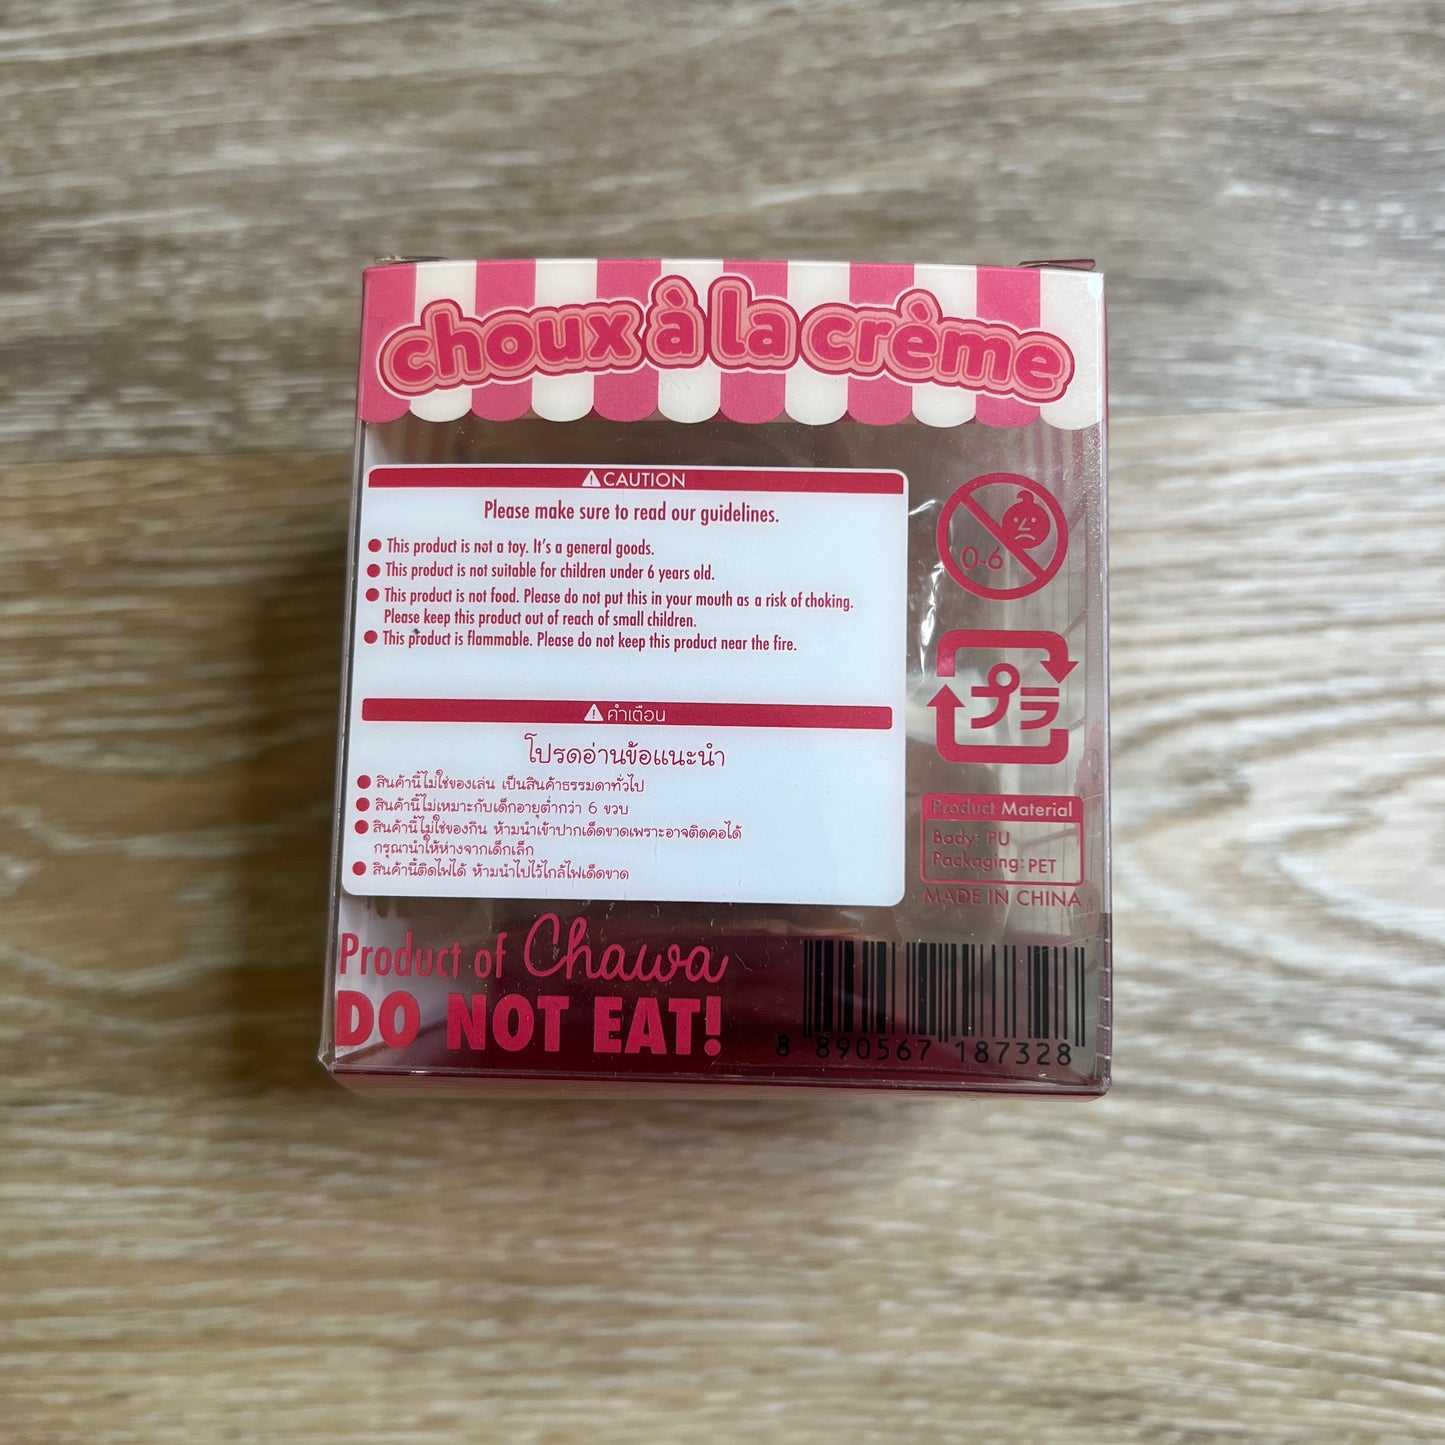 choux à la crème
CAUTION
Please make sure to read our guidelines.
This product is not a toy. It's a general goods.
This product is not suitable for children under 6 years old.
This product is not food. Please do not put this in your mouth as a risk of choking.
Please keep this product out of reach of small children.
This product is flammable. Please do not keep this product near the fire.
คำเตือน
โปรดอ่านข้อแนะนำ
สินค้านี้ไม่ใช่ของเล่น เป็นสินค้าธรรมดาทั่วไป
สินค้านี้ไม่เหมาะกับเด็กอายุต่ำกว่า 6 ขวบ
สินค้านี้ไม่ใช่ของกิน ห้ามนำเข้าปากเด็ดขาดเพราะอาจติดคอได้
กรุณานำให้ห่างจากเด็กเล็ก
สินค้านี้ติดไฟได้ ห้ามนำไปไว้ใกล้ไฟเด็ดขาด
0-6
プラ
Product Material
Body: PU
Packaging: PET
MADE IN CHINA
Product of Chawa
DO NOT EAT!
8 890567 187328